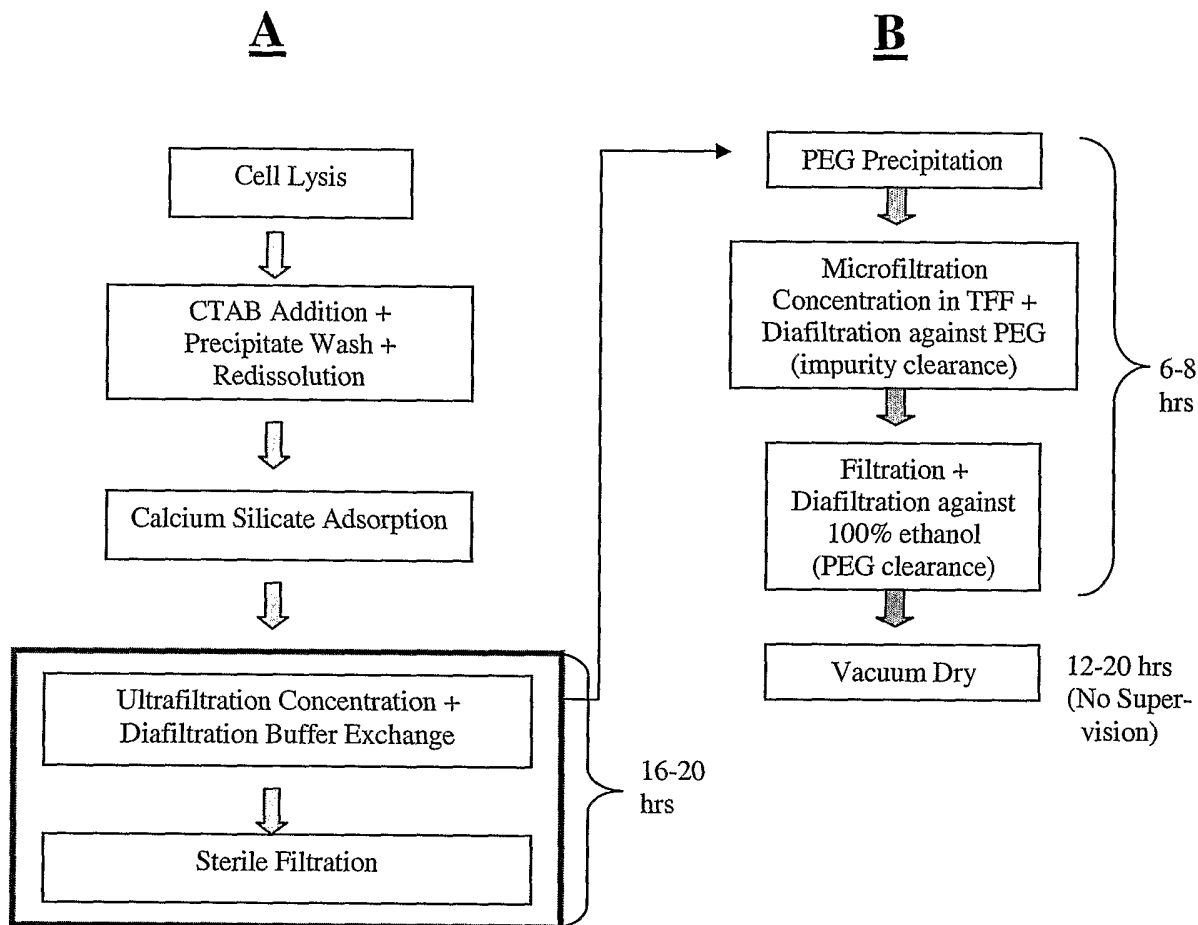 A
Cell Lysis
CTAB Addition +
Precipitate Wash +
Redissolution
Calcium Silicate Adsorption
Ultrafiltration Concentration +
Diafiltration Buffer Exchange
Sterile Filtration
16-20
hrs
B
PEG Precipitation
Microfiltration
Concentration in TFF +
Diafiltration against PEG
(impurity clearance)
Filtration +
Diafiltration against
100% ethanol
(PEG clearance)
6-8
hrs
Vacuum Dry
12-20 hrs
(No Super-
vision)